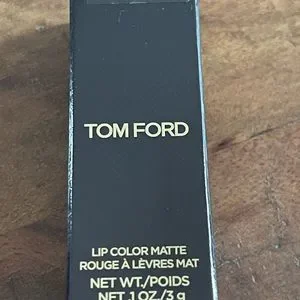 TOM FORD
LIP COLOR MATTE
ROUGE À LÈVRES MAT
NET WT./POIDS
NET .1 OZ./3 g